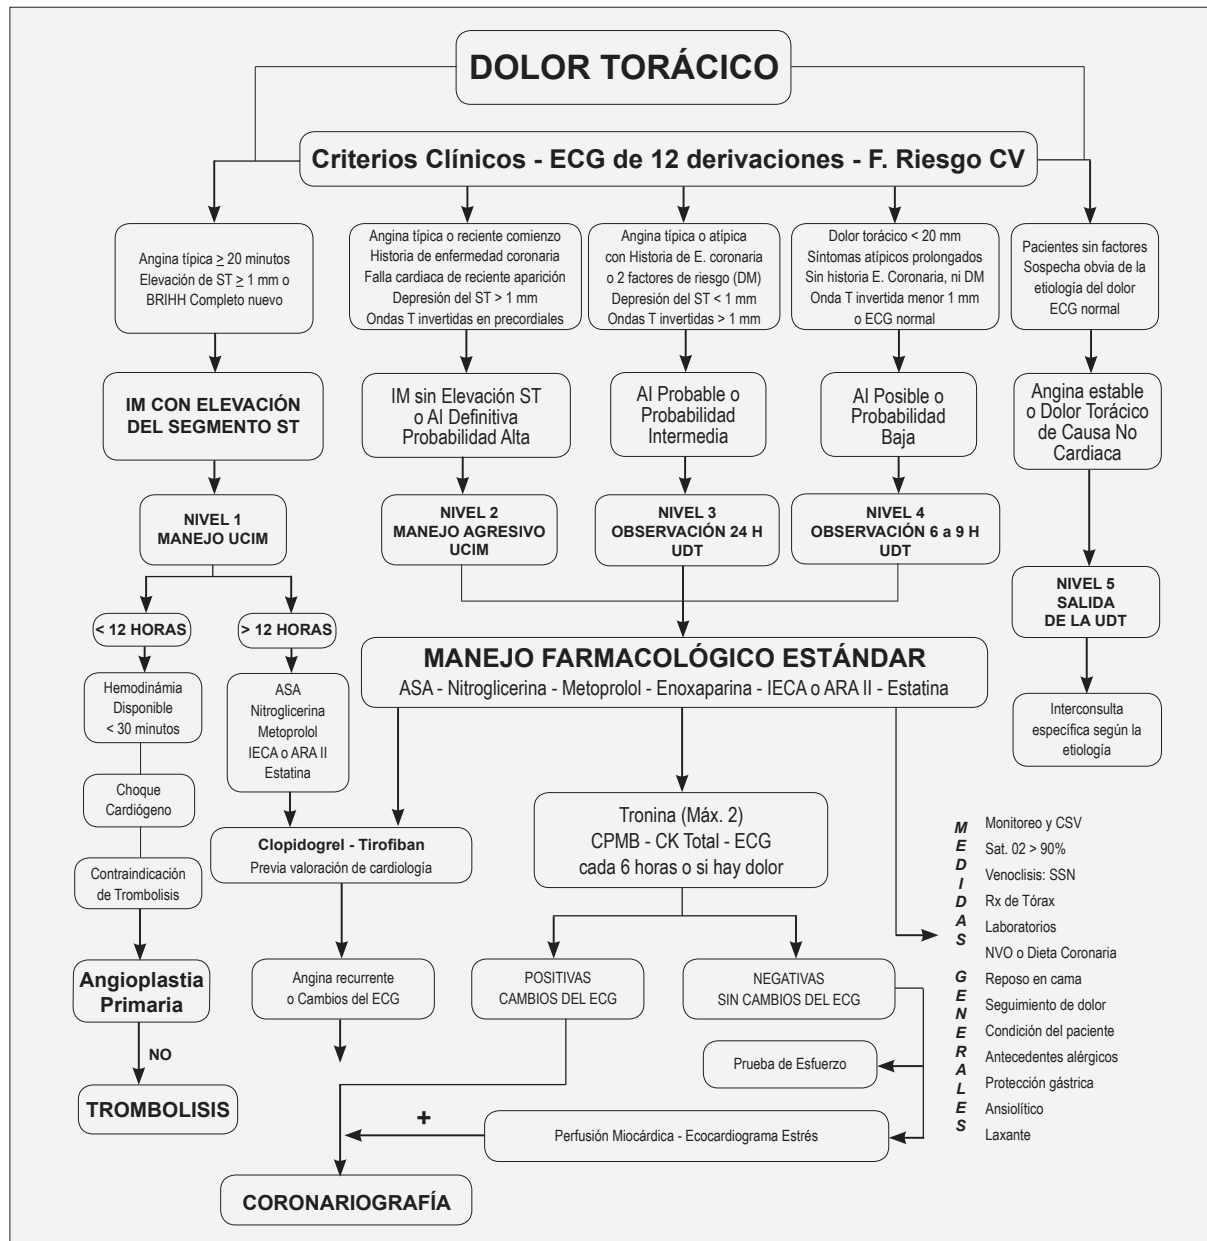 DOLOR TORÁCICO
Criterios Clínicos - ECG de 12 derivaciones - F. Riesgo CV
Angina típica ≥ 20 minutos
Elevación de ST ≥ 1 mm o
BRIHH Completo nuevo
Angina típica o reciente comienzo
Historia de enfermedad coronaria
Falla cardiaca de reciente aparición
Depresión del ST > 1 mm
Ondas T invertidas en precordiales
Angina típica o atípica
con Historia de E. coronaria
o 2 factores de riesgo (DM)
Depresión del ST < 1 mm
Ondas T invertidas > 1 mm
Dolor torácico < 20 mm
Síntomas atípicos prolongados
Sin historia E. Coronaria, ni DM
Onda T invertida menor 1 mm
o ECG normal
Pacientes sin factores
Sospecha obvia de la
etiología del dolor
ECG normal
IM CON ELEVACIÓN
DEL SEGMENTO ST
IM sin Elevación ST
o AI Definitiva
Probabilidad Alta
AI Probable o
Probabilidad
Intermedia
AI Posible o
Probabilidad
Baja
Angina estable
o Dolor Torácico
de Causa No
Cardiaca
NIVEL 1
MANEJO UCIM
NIVEL 2
MANEJO AGRESIVO
UCIM
NIVEL 3
OBSERVACIÓN 24 H
UDT
NIVEL 4
OBSERVACIÓN 6 a 9 H
UDT
NIVEL 5
SALIDA
DE LA UDT
< 12 HORAS
> 12 HORAS
MANEJO FARMACOLÓGICO ESTÁNDAR
ASA - Nitroglicerina - Metoprolol - Enoxaparina - IECA o ARA II - Estatina
Hemodinámia
Disponible
< 30 minutos
ASA
Nitroglicerina
Metoprolol
IECA o ARA II
Estatina
Interconsulta
específica según la
etiología
Choque
Cardiógeno
Contraindicación
de Trombolisis
Clopidogrel - Tirofiban
Previa valoración de cardiología
Tronina (Máx. 2)
CPMB - CK Total - ECG
cada 6 horas o si hay dolor
Angioplastia
Primaria
Angina recurrente
o Cambios del ECG
POSITIVAS
CAMBIOS DEL ECG
NEGATIVAS
SIN CAMBIOS DEL ECG
NO
TROMBOLISIS
Prueba de Esfuerzo
+
Perfusión Miocárdica - Ecocardiograma Estrés
CORONARIOGRAFÍA
MEDIDAS GENERALES
Monitoreo y CSV
Sat. 02 > 90%
Venoclisis: SSN
Rx de Tórax
Laboratorios
NVO o Dieta Coronaria
Reposo en cama
Seguimiento de dolor
Condición del paciente
Antecedentes alérgicos
Protección gástrica
Ansiolítico
Laxante